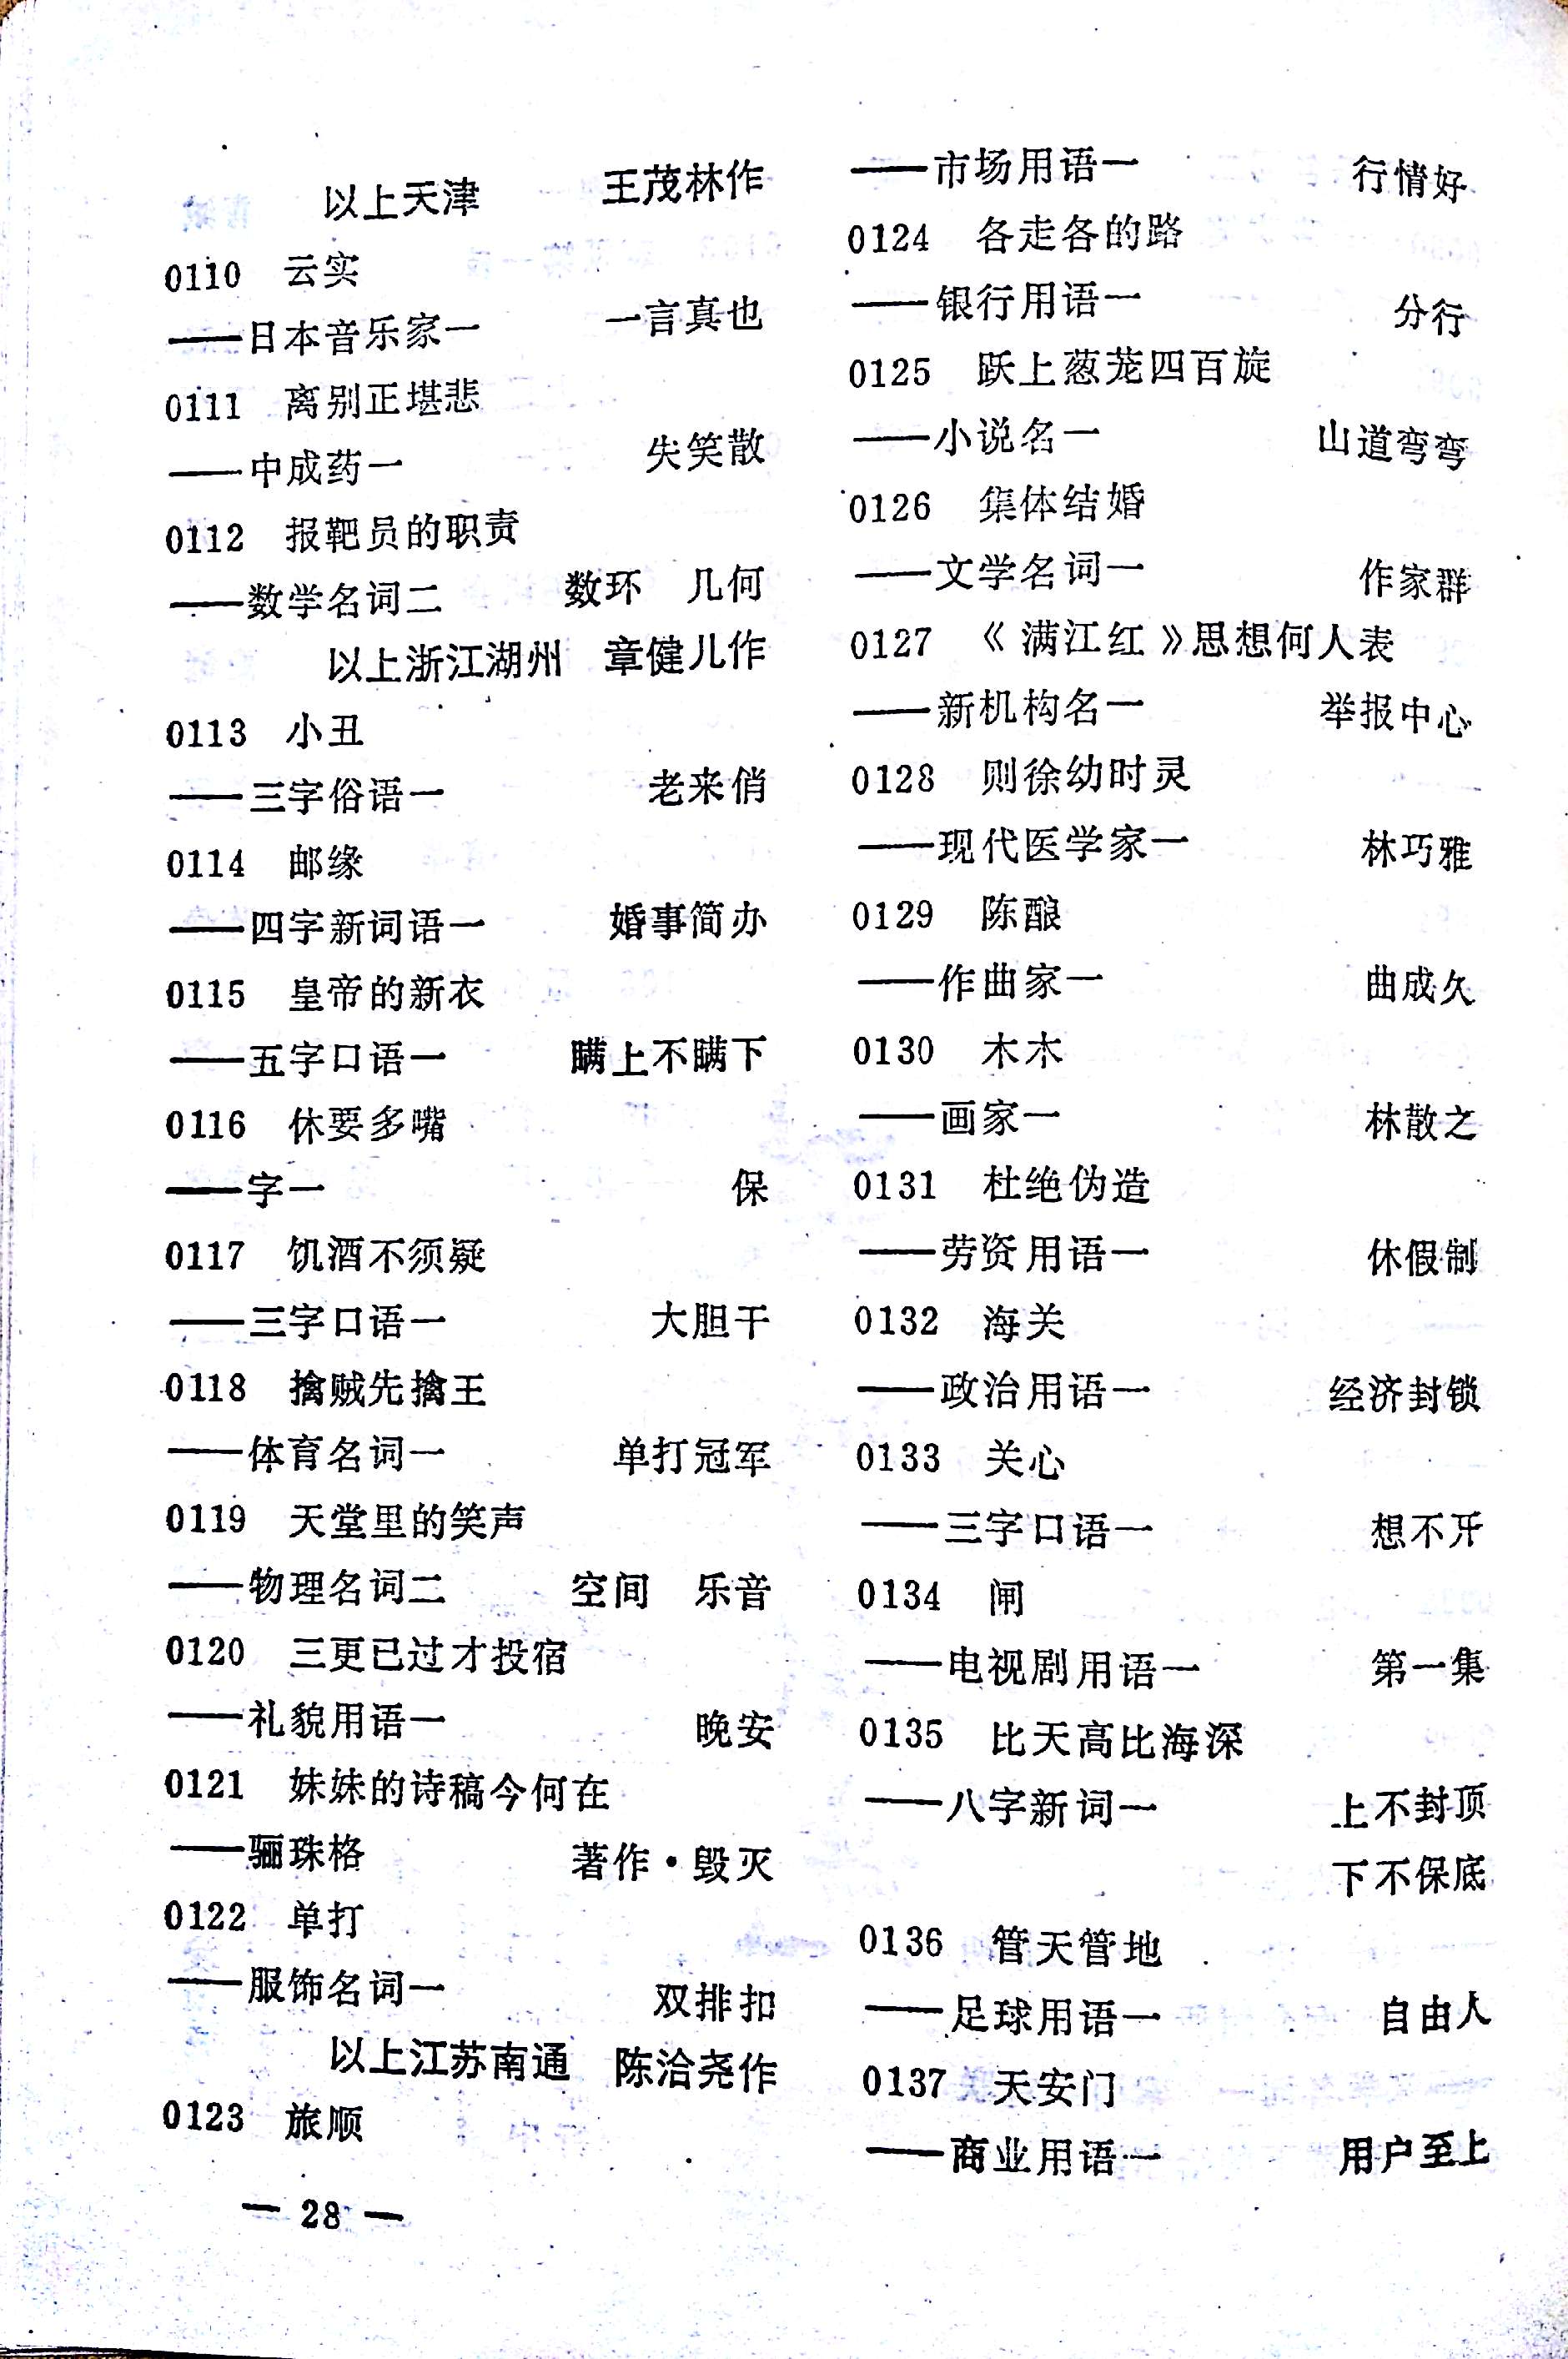 以上天津　王茂林作
0110　云实
——日本音乐家一　一言真也
0111　离别正堪悲
——中成药一　失笑散
0112　报靶员的职责
——数学名词二　数环　几何
以上浙江湖州　章健儿作
0113　小丑
——三字俗语一　老来俏
0114　邮缘
——四字新词语一　婚事简办
0115　皇帝的新衣
——五字口语一　瞒上不瞒下
0116　休要多嘴
——字一　保
0117　饥酒不须疑
——三字口语一　大胆干
0118　擒贼先擒王
——体育名词一　单打冠军
0119　天堂里的笑声
——物理名词二　空间　乐音
0120　三更已过才投宿
——礼貌用语一　晚安
0121　妹妹的诗稿今何在
——骊珠格　著作·毁灭
0122　单打
——服饰名词一　双排扣
以上江苏南通　陈洽尧作
0123　旅顺
— 28 —
——市场用语一　行情好
0124　各走各的路
——银行用语一　分行
0125　跃上葱茏四百旋
——小说名一　山道弯弯
0126　集体结婚
——文学名词一　作家群
0127　《满江红》思想何人表
——新机构名一　举报中心
0128　则徐幼时灵
——现代医学家一　林巧雅
0129　陈酿
——作曲家一　曲成久
0130　木木
——画家一　林散之
0131　杜绝伪造
——劳资用语一　休假制
0132　海关
——政治用语一　经济封锁
0133　关心
——三字口语一　想不开
0134　闸
——电视剧用语一　第一集
0135　比天高比海深
——八字新词一　上不封顶
下不保底
0136　管天管地
——足球用语一　自由人
0137　天安门
——商业用语一　用户至上